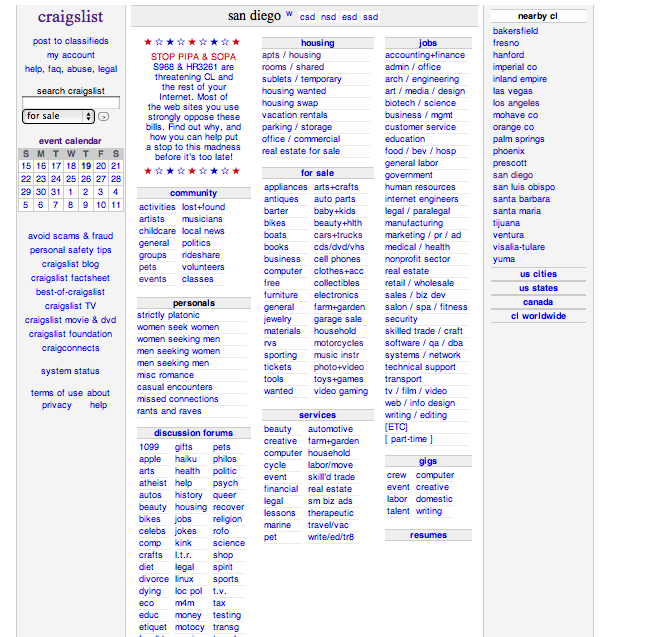 craigslist
post to classifieds
my account
help, faq, abuse, legal
search craigslist
for sale
event calendar
S M T W T F S
15 16 17 18 19 20 21
22 23 24 25 26 27 28
29 30 31 1 2 3 4
5 6 7 8 9 10 11
avoid scams & fraud
personal safety tips
craigslist blog
craigslist factsheet
best-of-craigslist
craigslist TV
craigslist movie & dvd
craigslist foundation
craigconnects
system status
terms of use about
privacy help
san diego w csd nsd esd ssd
STOP PIPA & SOPA
S968 & HR3261 are
threatening CL and
the rest of your
Internet. Most of
the web sites you use
strongly oppose these
bills. Find out why, and
how you can help put
a stop to this madness
before it's too late!
community
activities lost+found
artists musicians
childcare local news
general politics
groups rideshare
pets volunteers
events classes
personals
strictly platonic
women seek women
women seeking men
men seeking women
men seeking men
misc romance
casual encounters
missed connections
rants and raves
discussion forums
1099 gifts pets
apple haiku philos
arts health politic
atheist help psych
autos history queer
beauty housing recover
bikes jobs religion
celebs jokes rofo
comp kink science
crafts l.t.r. shop
diet legal spirit
divorce linux sports
dying loc pol t.v.
eco m4m tax
educ money testing
etiquet motocy transg
housing
apts / housing
rooms / shared
sublets / temporary
housing wanted
housing swap
vacation rentals
parking / storage
office / commercial
real estate for sale
for sale
appliances arts+crafts
antiques auto parts
barter baby+kids
bikes beauty+hlth
boats cars+trucks
books cds/dvd/vhs
business cell phones
computer clothes+acc
free collectibles
furniture electronics
general farm+garden
jewelry garage sale
materials household
rvs motorcycles
sporting music instr
tickets photo+video
tools toys+games
wanted video gaming
services
beauty automotive
creative farm+garden
computer household
cycle labor/move
event skill'd trade
financial real estate
legal sm biz ads
lessons therapeutic
marine travel/vac
pet write/ed/tr8
jobs
accounting+finance
admin / office
arch / engineering
art / media / design
biotech / science
business / mgmt
customer service
education
food / bev / hosp
general labor
government
human resources
internet engineers
legal / paralegal
manufacturing
marketing / pr / ad
medical / health
nonprofit sector
real estate
retail / wholesale
sales / biz dev
salon / spa / fitness
security
skilled trade / craft
software / qa / dba
systems / network
technical support
transport
tv / film / video
web / info design
writing / editing
[ETC]
[ part-time ]
gigs
crew computer
event creative
labor domestic
talent writing
resumes
nearby cl
bakersfield
fresno
hanford
imperial co
inland empire
las vegas
los angeles
mohave co
orange co
palm springs
phoenix
prescott
san diego
san luis obispo
santa barbara
santa maria
tijuana
ventura
visalia-tulare
yuma
us cities
us states
canada
cl worldwide